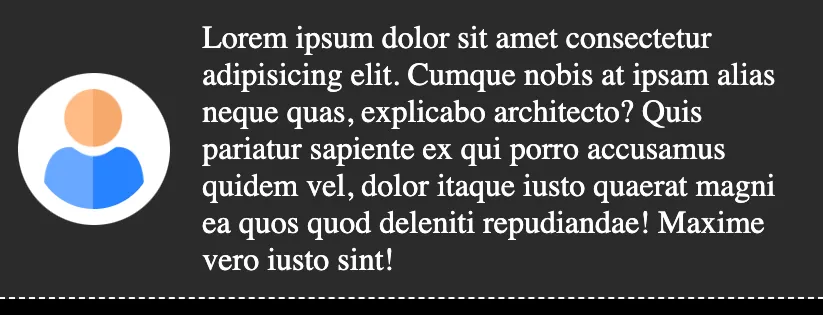 Lorem ipsum dolor sit amet consectetur
adipisicing elit. Cumque nobis at ipsam alias
neque quas, explicabo architecto? Quis
pariatur sapiente ex qui porro accusamus
quidem vel, dolor itaque iusto quaerat magni
ea quos quod deleniti repudiandae! Maxime
vero iusto sint!